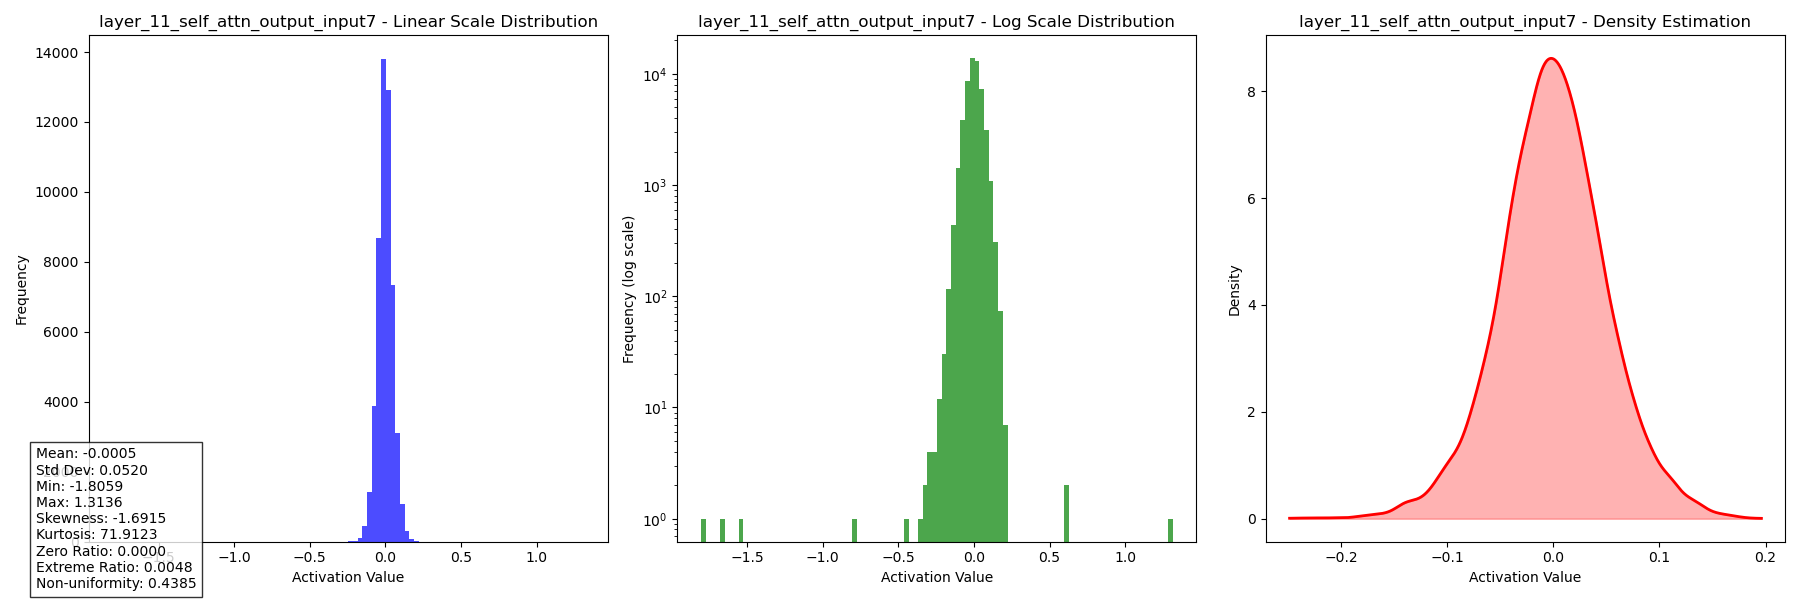 layer_11_self_attn_output_input7 - Linear Scale Distribution
14000
12000
10000
8000
6000
4000
Frequency
−1.0
−0.5
0.0
0.5
1.0
Activation Value
Mean: -0.0005
Std Dev: 0.0520
Min: -1.8059
Max: 1.3136
Skewness: -1.6915
Kurtosis: 71.9123
Zero Ratio: 0.0000
Extreme Ratio: 0.0048
Non-uniformity: 0.4385
layer_11_self_attn_output_input7 - Log Scale Distribution
10⁴
10³
10²
10¹
10⁰
Frequency (log scale)
−1.5
−1.0
−0.5
0.0
0.5
1.0
Activation Value
layer_11_self_attn_output_input7 - Density Estimation
8
6
4
2
0
Density
−0.2
−0.1
0.0
0.1
0.2
Activation Value